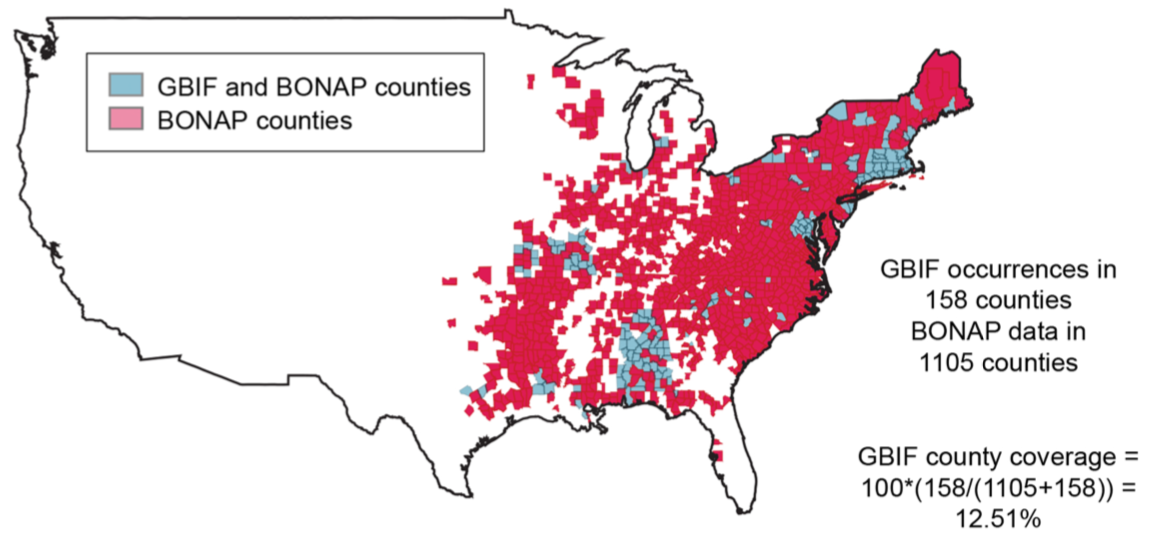 GBIF and BONAP counties
BONAP counties
GBIF occurrences in
158 counties
BONAP data in
1105 counties
GBIF county coverage =
100*(158/(1105+158)) =
12.51%